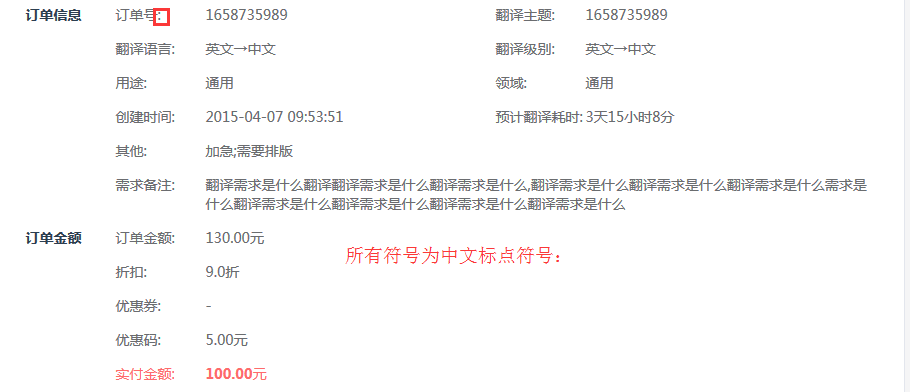 订单信息 订单号: 1658735989 翻译主题: 1658735989
翻译语言: 英文→中文 翻译级别: 英文→中文
用途: 通用 领域: 通用
创建时间: 2015-04-07 09:53:51 预计翻译耗时: 3天15小时8分
其他: 加急;需要排版
需求备注: 翻译需求是什么翻译翻译需求是什么翻译需求是什么,翻译需求是什么翻译需求是什么翻译需求是什么需求是
什么翻译需求是什么翻译需求是什么翻译需求是什么翻译需求是什么
订单金额 订单金额: 130.00元
所有符号为中文标点符号：
折扣: 9.0折
优惠券: -
优惠码: 5.00元
实付金额: 100.00元